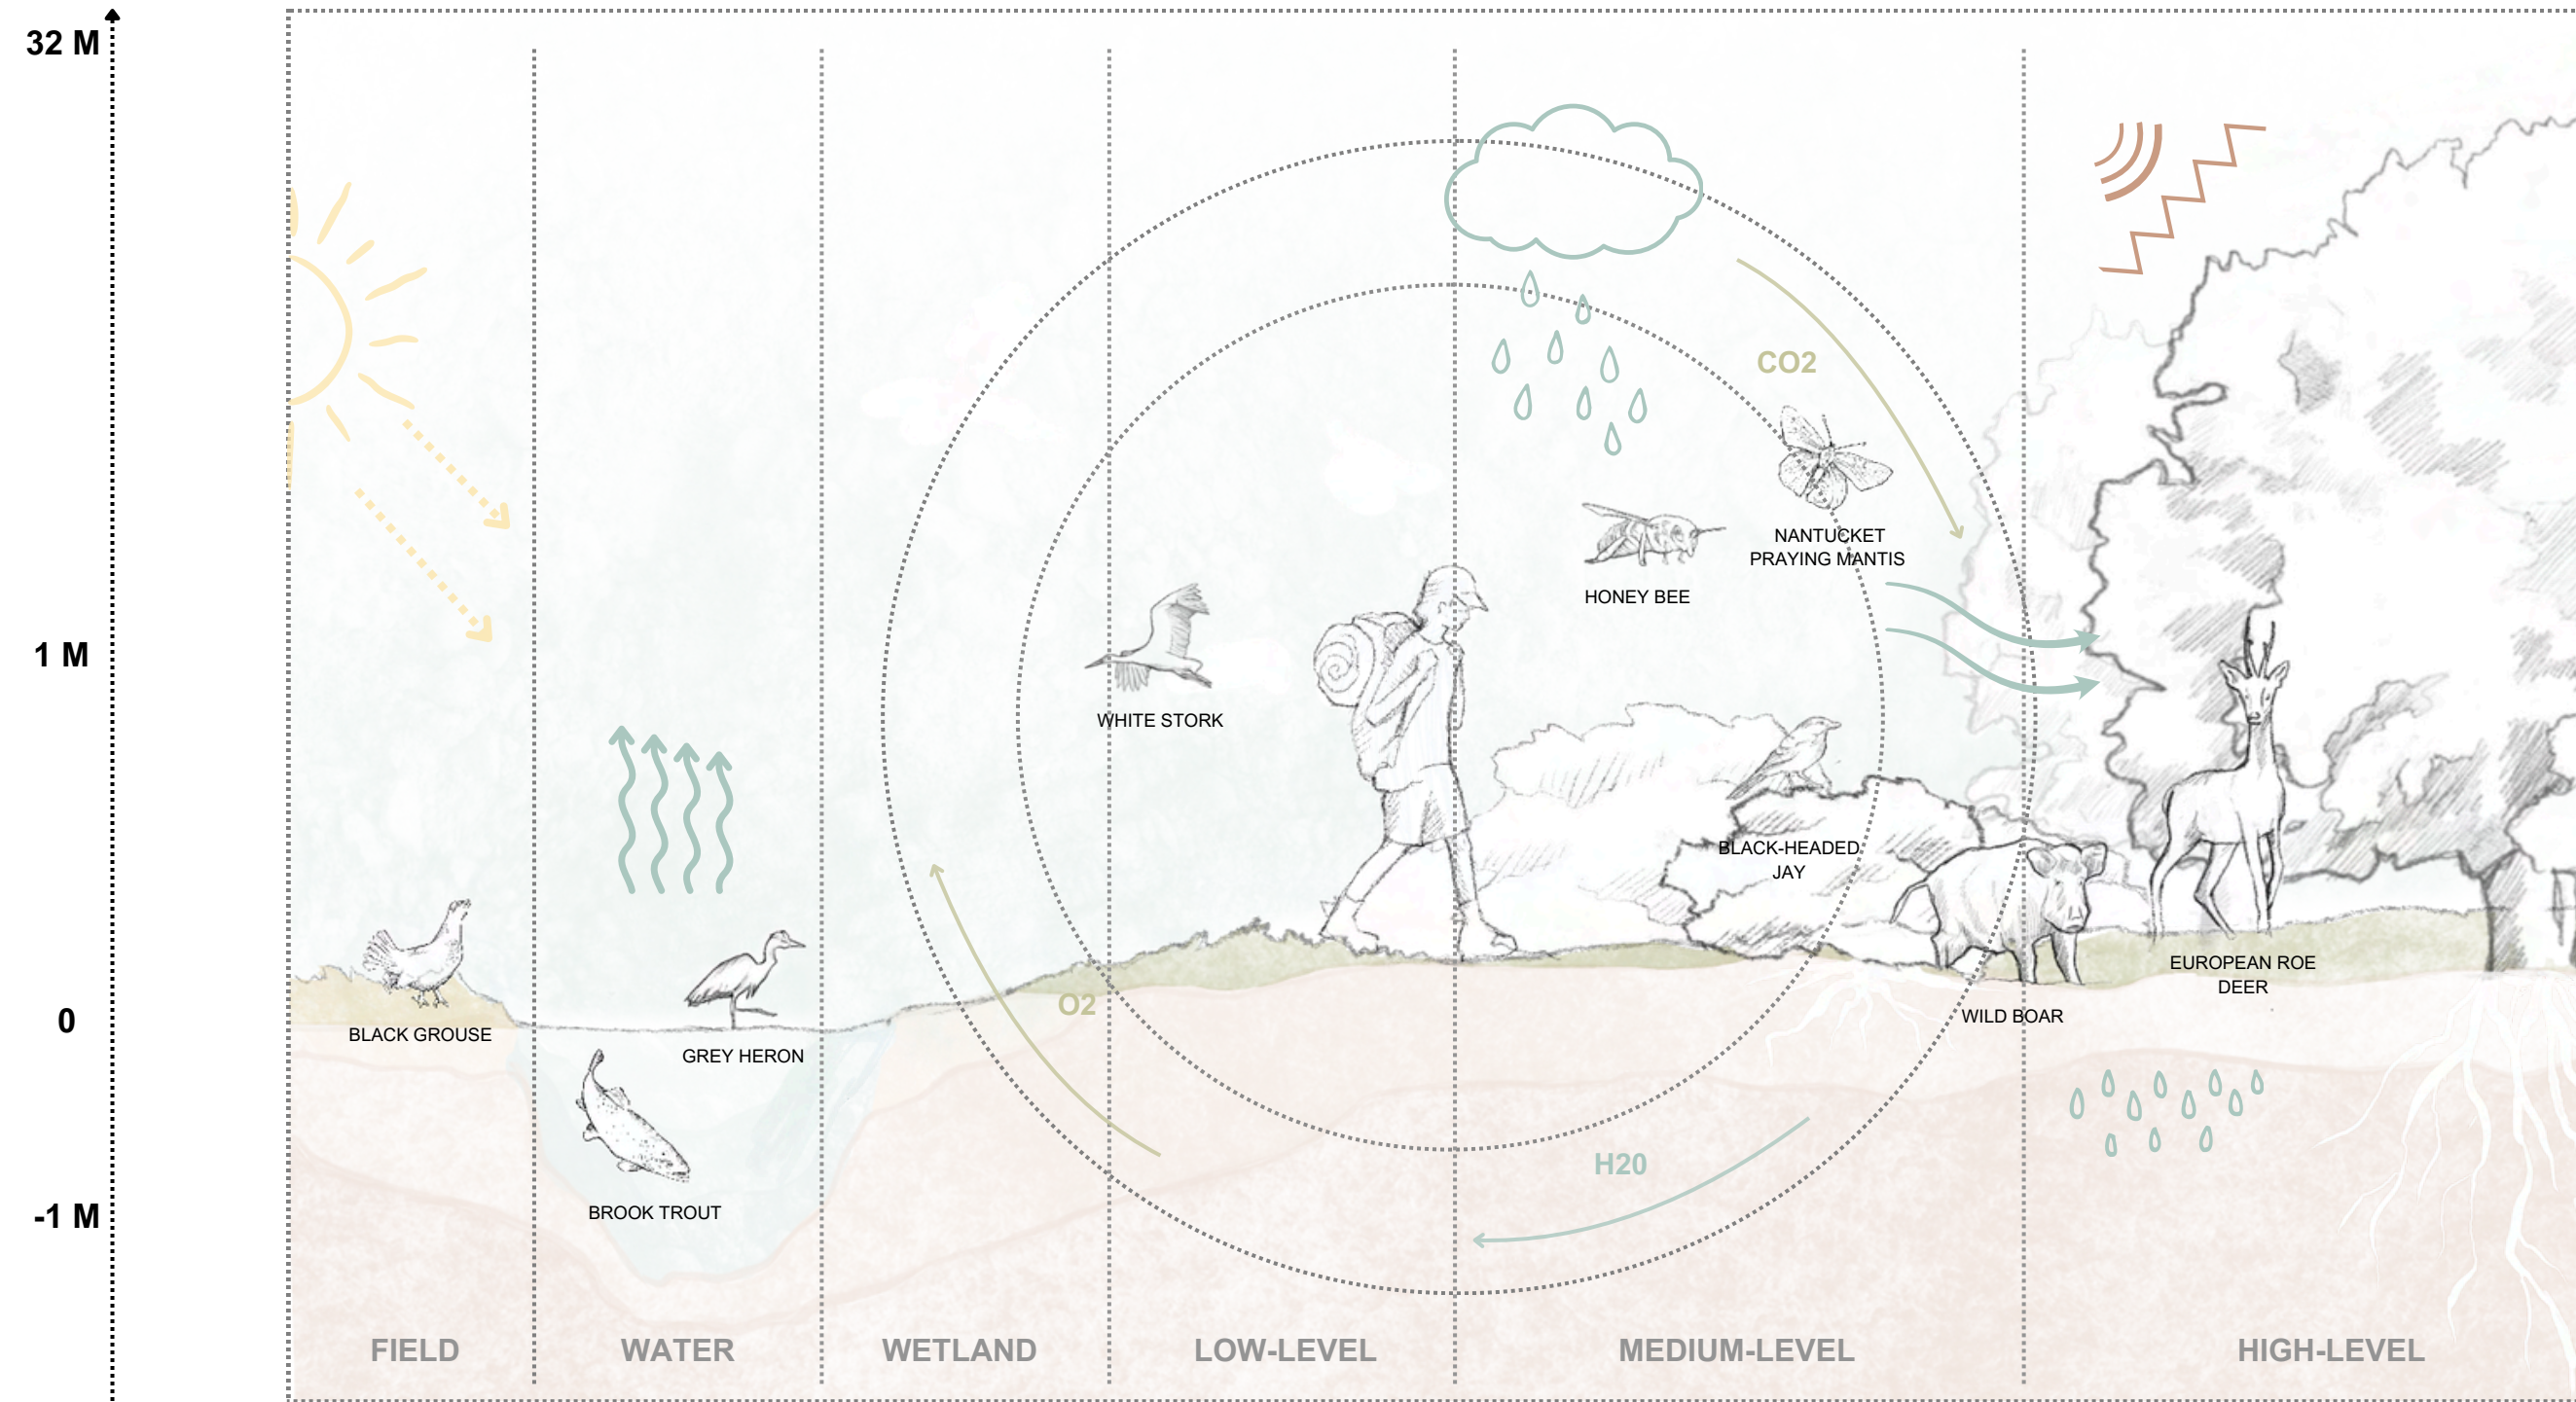 32 M
CO2
NANTUCKET
PRAYING MANTIS
HONEY BEE
1 M
WHITE STORK
BLACK-HEADED
JAY
EUROPEAN ROE
DEER
O2
WILD BOAR
0
BLACK GROUSE
GREY HERON
H20
-1 M
BROOK TROUT
FIELD
WATER
WETLAND
LOW-LEVEL
MEDIUM-LEVEL
HIGH-LEVEL